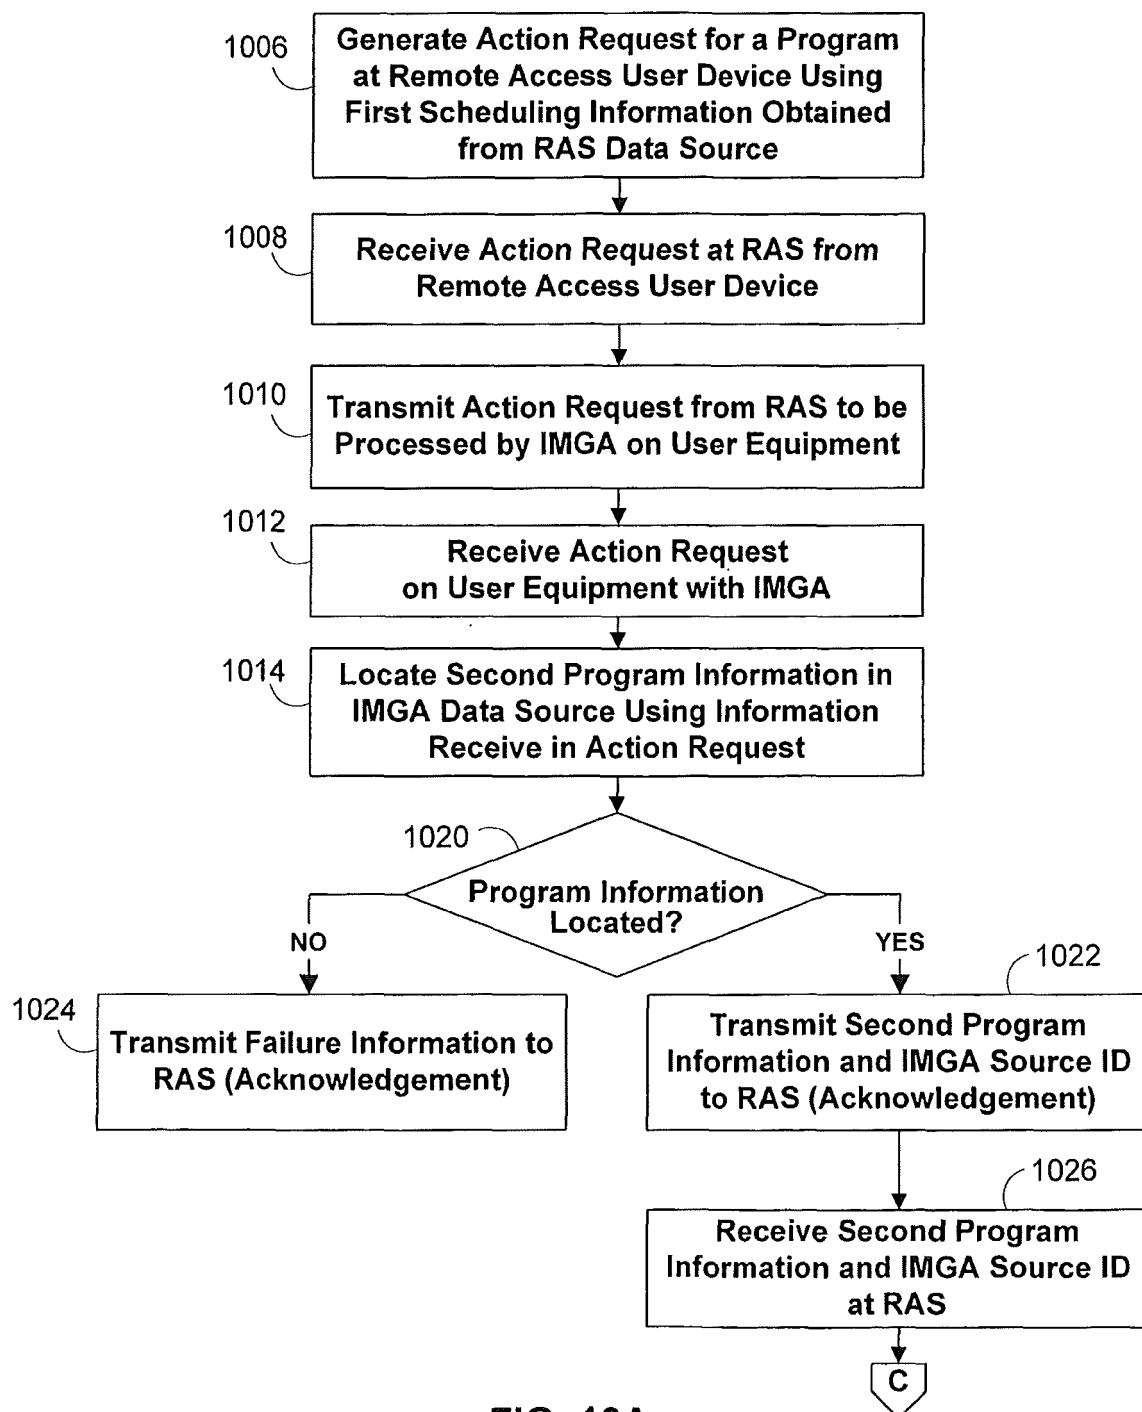 1006
Generate Action Request for a Program
at Remote Access User Device Using
First Scheduling Information Obtained
from RAS Data Source
1008
Receive Action Request at RAS from
Remote Access User Device
1010
Transmit Action Request from RAS to be
Processed by IMGA on User Equipment
1012
Receive Action Request
on User Equipment with IMGA
1014
Locate Second Program Information in
IMGA Data Source Using Information
Receive in Action Request
1020
Program Information
Located?
NO
YES
1024
Transmit Failure Information to
RAS (Acknowledgement)
1022
Transmit Second Program
Information and IMGA Source ID
to RAS (Acknowledgement)
1026
Receive Second Program
Information and IMGA Source ID
at RAS
C